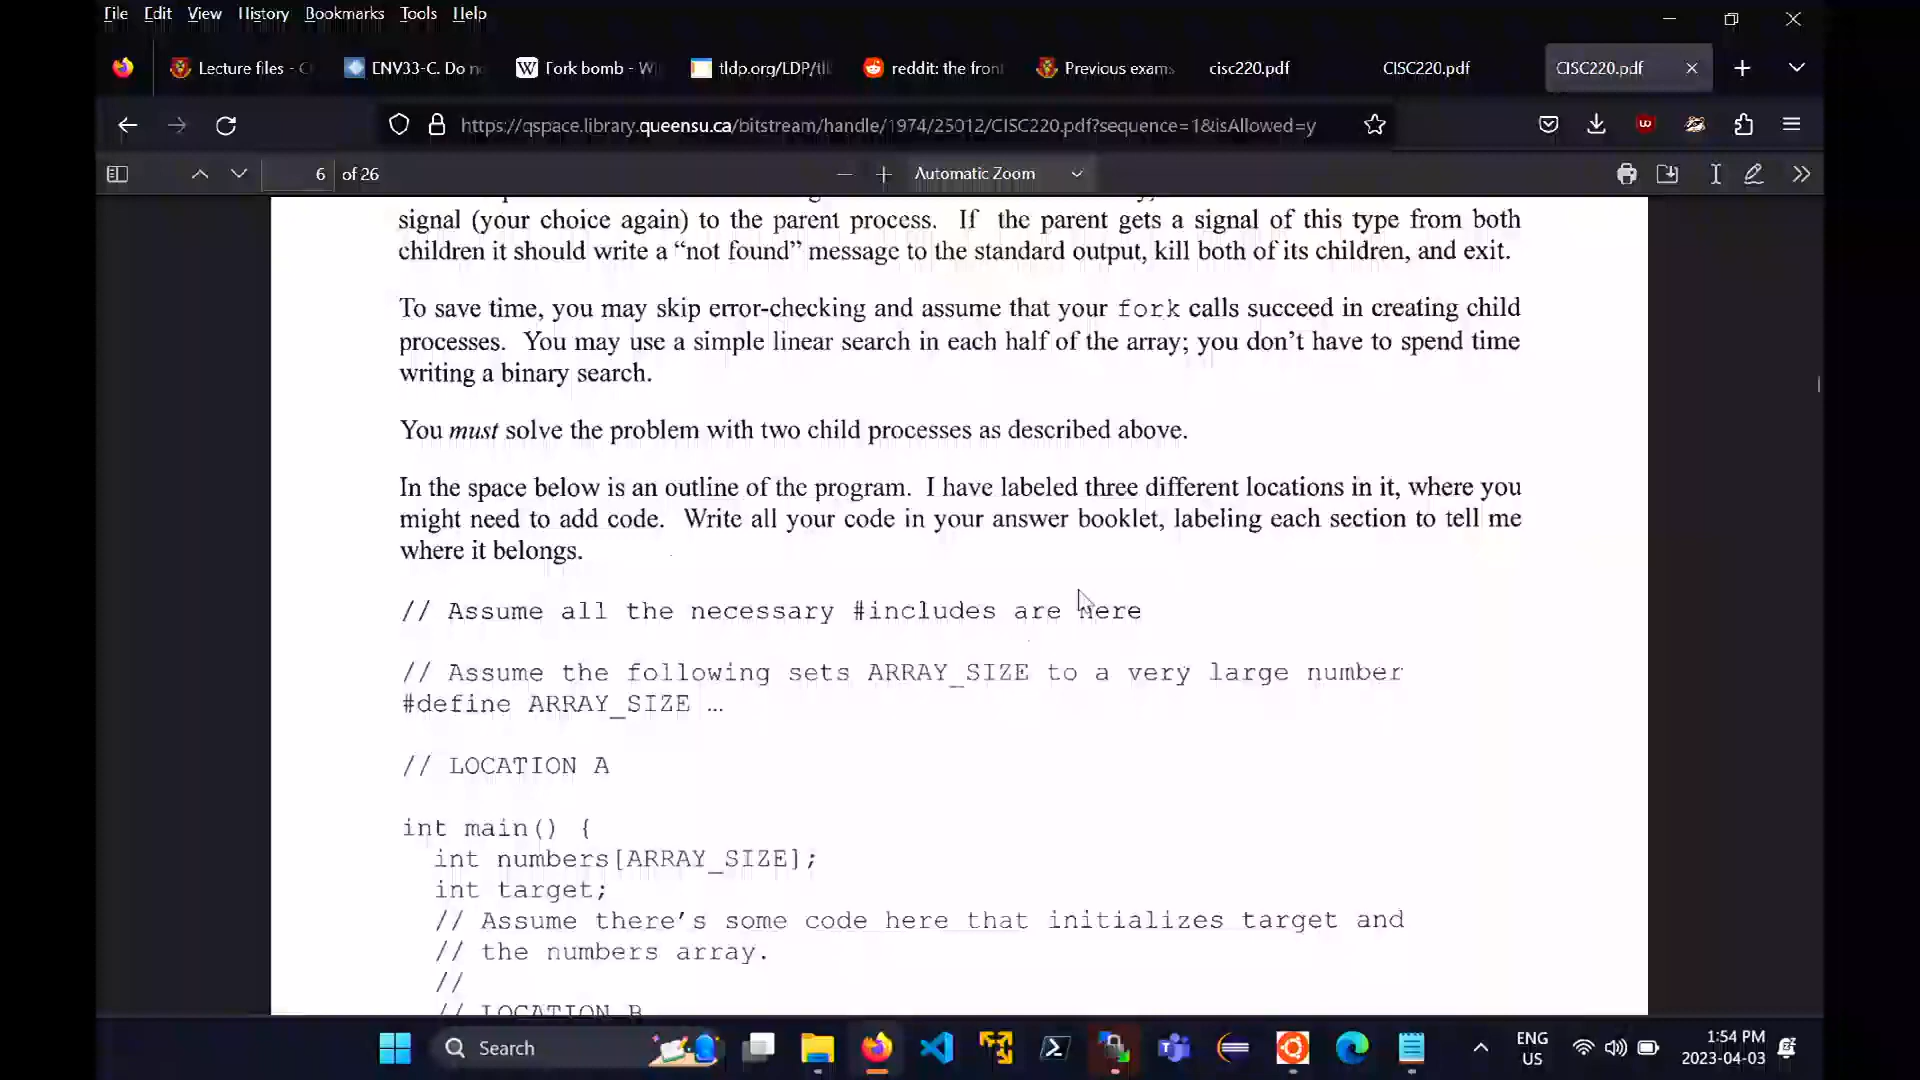 File Edit View History Bookmarks Tools Help
Lecture files - C
ENV33-C. Do no
Fork bomb - Wi
tldp.org/LDP/tll
reddit: the front
Previous exams
cisc220.pdf
CISC220.pdf
CISC220.pdf
https://qspace.library.queensu.ca/bitstream/handle/1974/25012/CISC220.pdf?sequence=1&isAllowed=y
6 of 26
Automatic Zoom
signal (your choice again) to the parent process. If the parent gets a signal of this type from both
children it should write a “not found” message to the standard output, kill both of its children, and exit.
To save time, you may skip error-checking and assume that your fork calls succeed in creating child
processes. You may use a simple linear search in each half of the array; you don’t have to spend time
writing a binary search.
You must solve the problem with two child processes as described above.
In the space below is an outline of the program. I have labeled three different locations in it, where you
might need to add code. Write all your code in your answer booklet, labeling each section to tell me
where it belongs.
// Assume all the necessary #includes are here
// Assume the following sets ARRAY_SIZE to a very large number
#define ARRAY_SIZE …
// LOCATION A
int main() {
int numbers[ARRAY_SIZE];
int target;
// Assume there’s some code here that initializes target and
// the numbers array.
//
// LOCATION B
Search
ENG
US
1:54 PM
2023-04-03